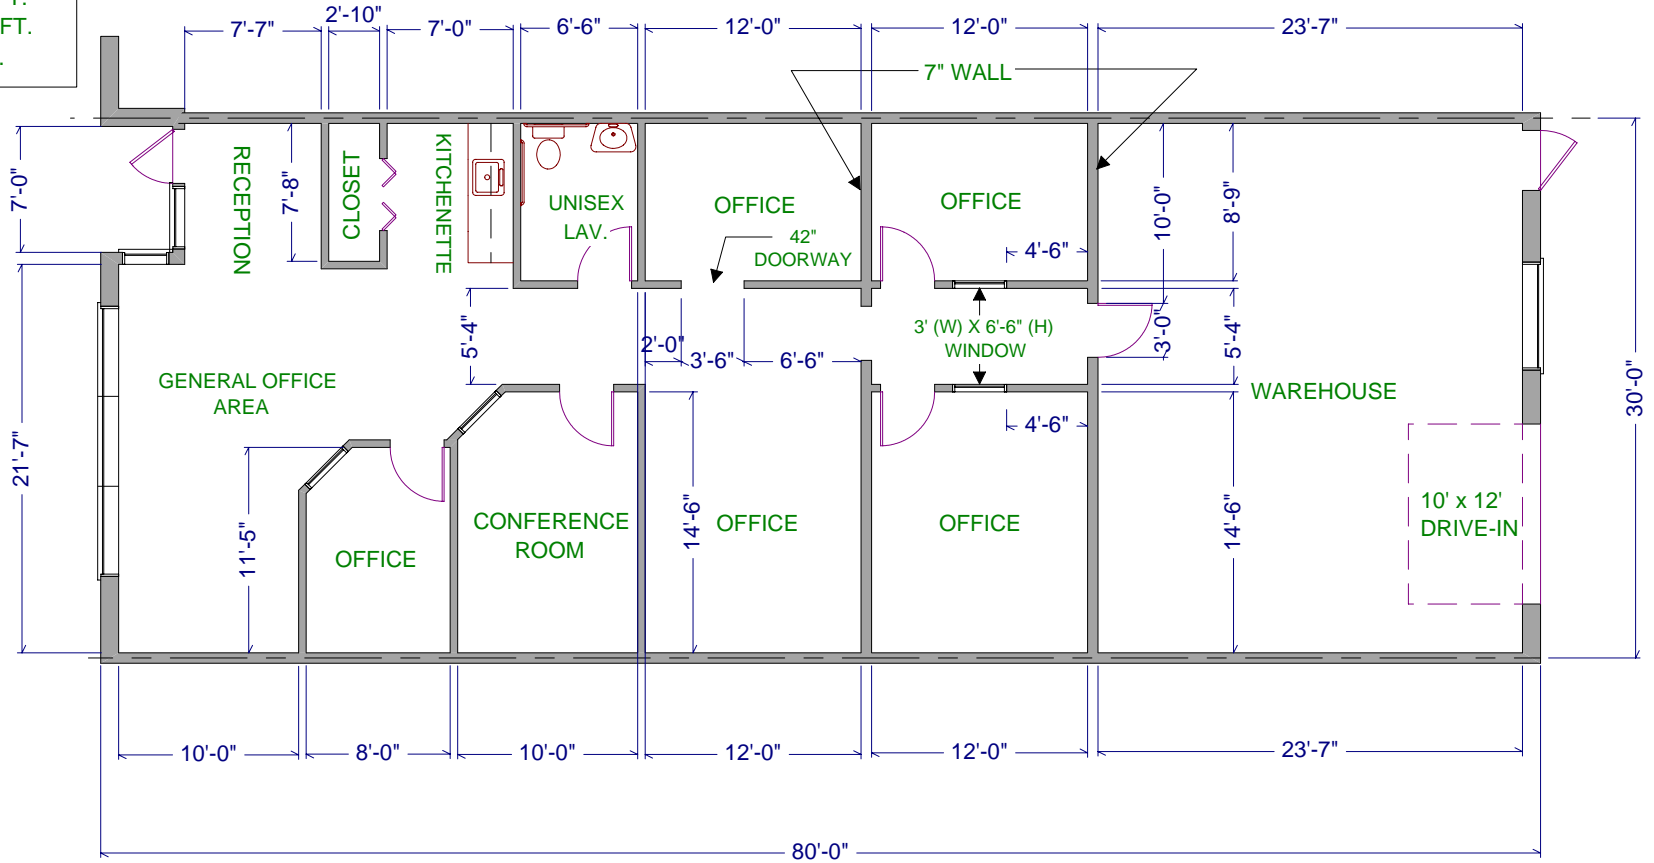 FT.
2'-10"
7'-7"
7'-0"
6'-6"
12'-0"
12'-0"
23'-7"
7" WALL
7'-0"
RECEPTION
7'-8"
CLOSET
KITCHENETTE
UNISEX
LAV.
OFFICE
42"
DOORWAY
OFFICE
4'-6"
10'-0"
8'-9"
5'-4"
2'-0"
3'-6"
6'-6"
3' (W) X 6'-6" (H)
WINDOW
3'-0"
5'-4"
GENERAL OFFICE
AREA
WAREHOUSE
30'-0"
4'-6"
21'-7"
11'-5"
OFFICE
CONFERENCE
ROOM
14'-6"
OFFICE
OFFICE
14'-6"
10' x 12'
DRIVE-IN
10'-0"
8'-0"
10'-0"
12'-0"
12'-0"
23'-7"
80'-0"